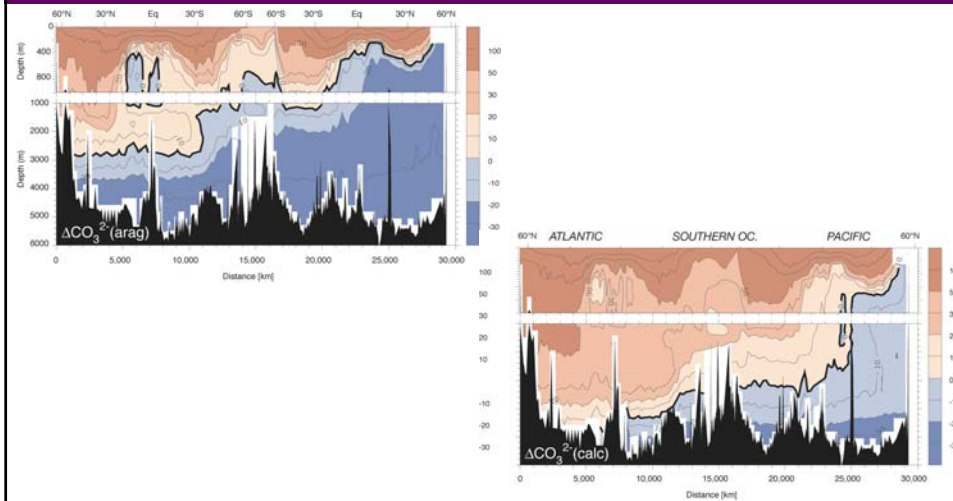 60°N 30°N Eq 30°S 60°S 60°S 30°S Eq 30°N 60°N
0
400
800
Depth (m)
1000
2000
3000
4000
5000
6000
Depth (m)
100
50
30
20
10
0
-10
-20
-30
ΔCO₃²⁻(arag)
0 5,000 10,000 15,000 20,000 25,000 30,000
Distance [km]
60°N ATLANTIC SOUTHERN OC. PACIFIC 60°N
100
50
30
20
10
-10
-20
-30
ΔCO₃²⁻(calc)
0 5,000 10,000 15,000 20,000 25,000 30,000
Distance [km]